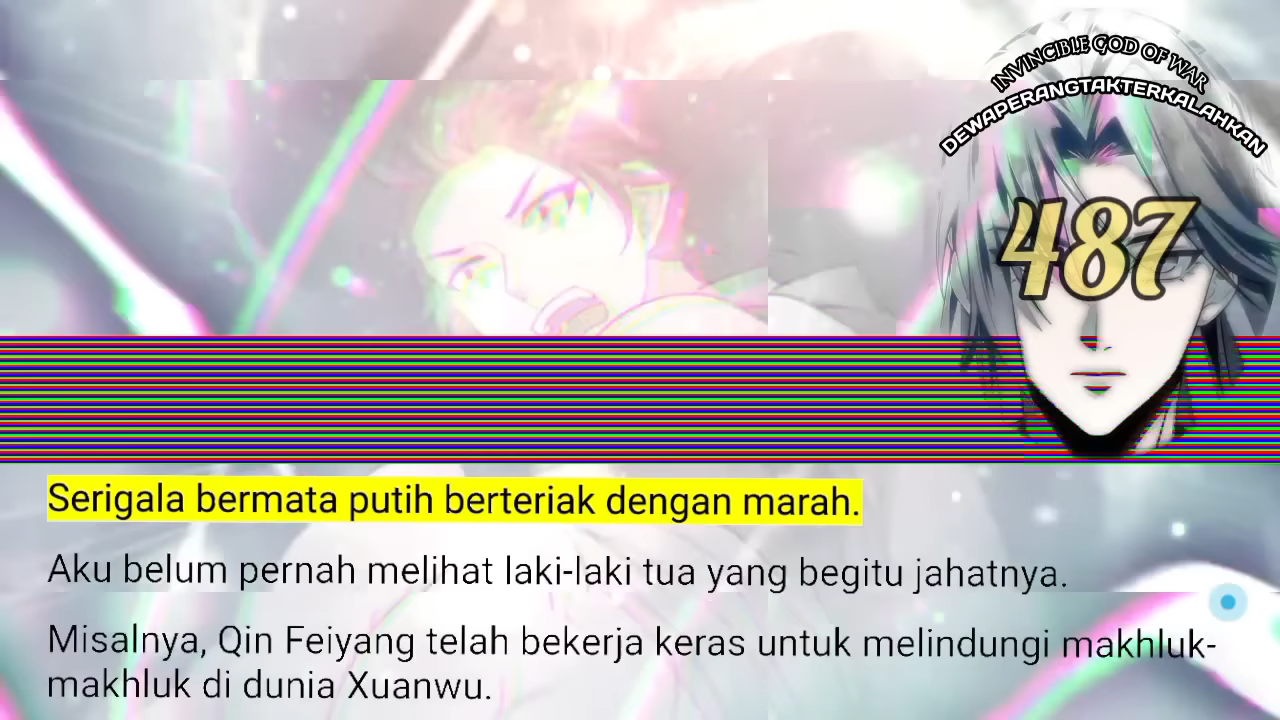 INVINCIBLE GOD OF WAR
DEWAPERANGTAKTERKALAHKAN
487
Serigala bermata putih berteriak dengan marah.
Aku belum pernah melihat laki-laki tua yang begitu jahatnya.
Misalnya, Qin Feiyang telah bekerja keras untuk melindungi makhluk-
makhluk di dunia Xuanwu.